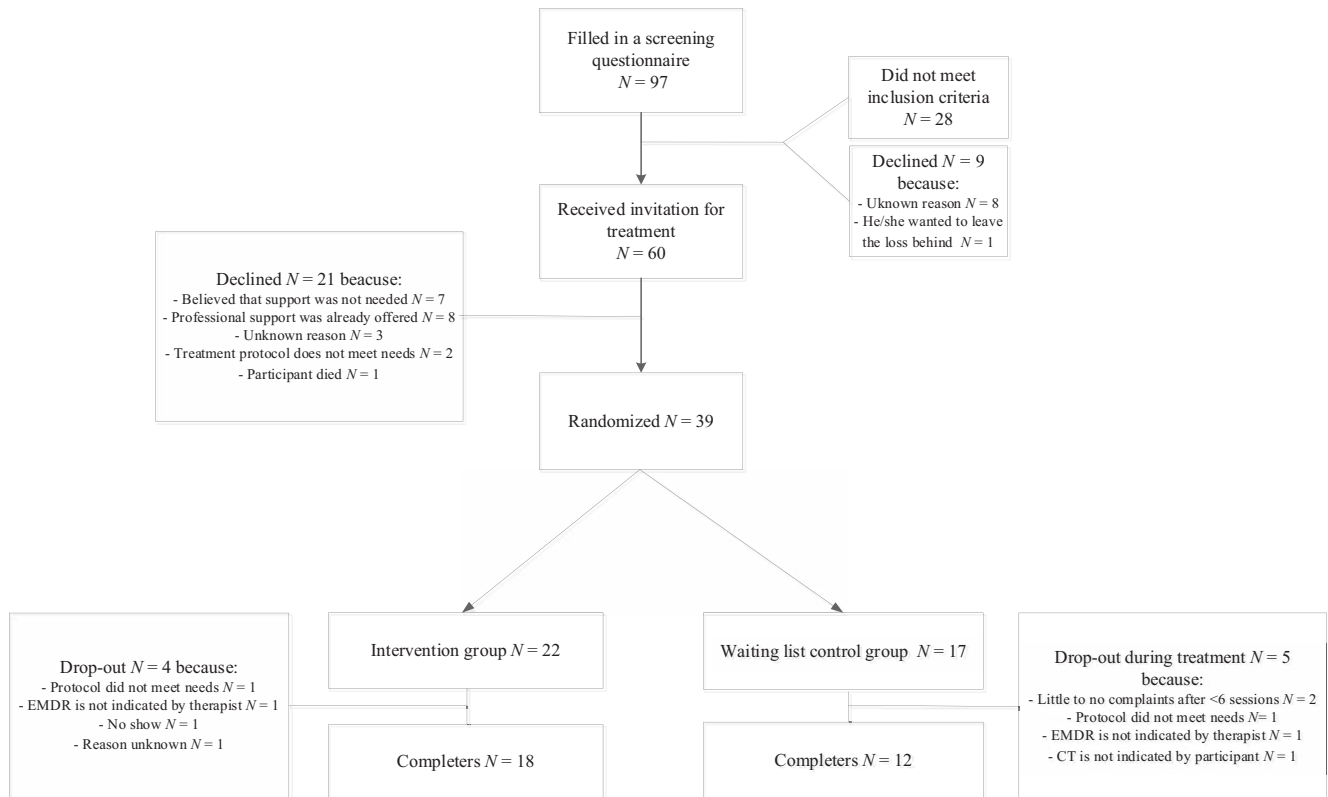 Filled in a screening
questionnaire
N = 97
Did not meet
inclusion criteria
N = 28
Declined N = 9
because:
- Uknown reason N = 8
- He/she wanted to leave
the loss behind N = 1
Received invitation for
treatment
N = 60
Declined N = 21 beacuse:
- Believed that support was not needed N = 7
- Professional support was already offered N = 8
- Unknown reason N = 3
- Treatment protocol does not meet needs N = 2
- Participant died N = 1
Randomized N = 39
Drop-out N = 4 because:
- Protocol did not meet needs N = 1
- EMDR is not indicated by therapist N = 1
- No show N = 1
- Reason unknown N = 1
Intervention group N = 22
Completers N = 18
Waiting list control group N = 17
Completers N = 12
Drop-out during treatment N = 5
because:
- Little to no complaints after <6 sessions N = 2
- Protocol did not meet needs N= 1
- EMDR is not indicated by therapist N = 1
- CT is not indicated by participant N = 1